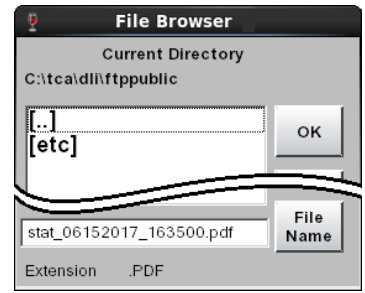 File Browser
Current Directory
C:\tca\dli\ftppublic
[..]
[etc]
OK
stat_06152017_163500.pdf
File
Name
Extension .PDF